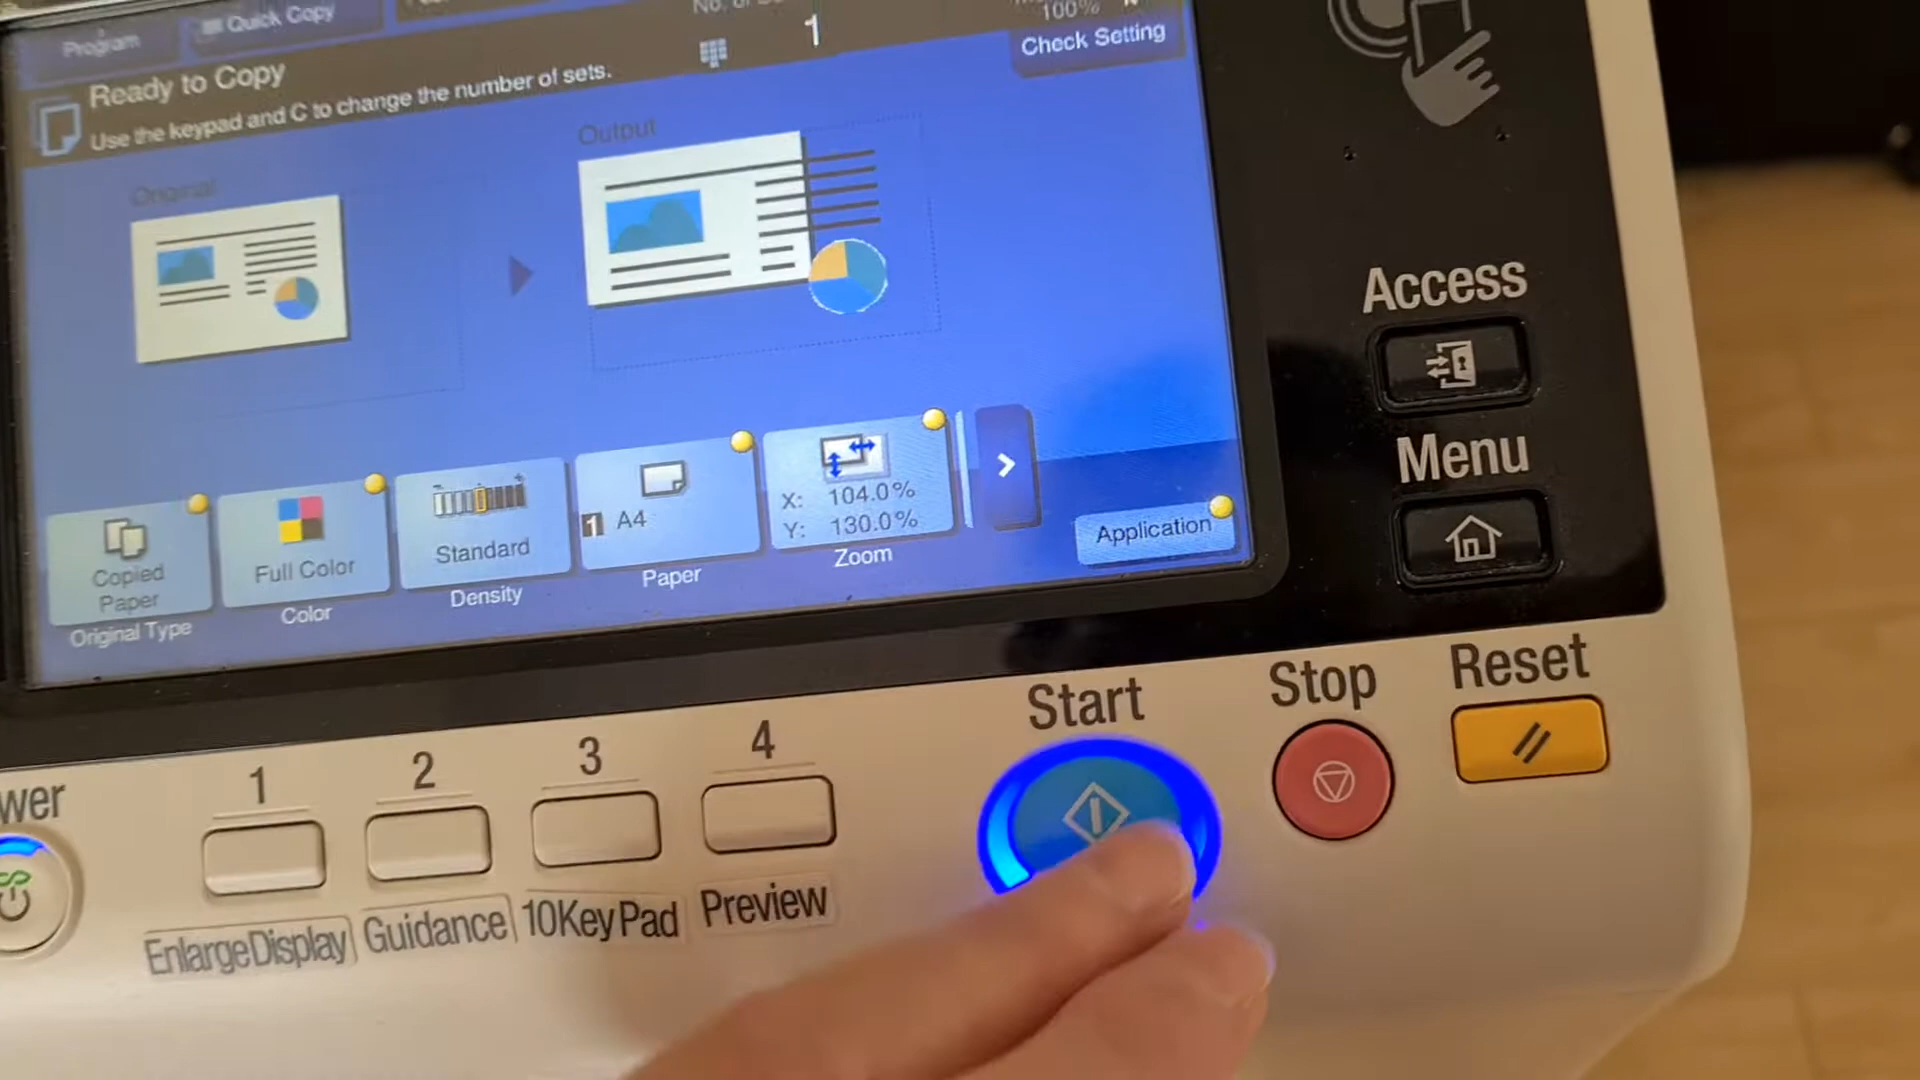 Program
Quick Copy
No. of
1
100%
Check Setting
Ready to Copy
Use the keypad and C to change the number of sets.
Original
Output
Copied
Paper
Original Type
Full Color
Color
Standard
Density
1 A4
Paper
X: 104.0%
Y: 130.0%
Zoom
Application
Access
Menu
Start
Stop
Reset
wer
1
2
3
4
EnlargeDisplay
Guidance
10KeyPad
Preview